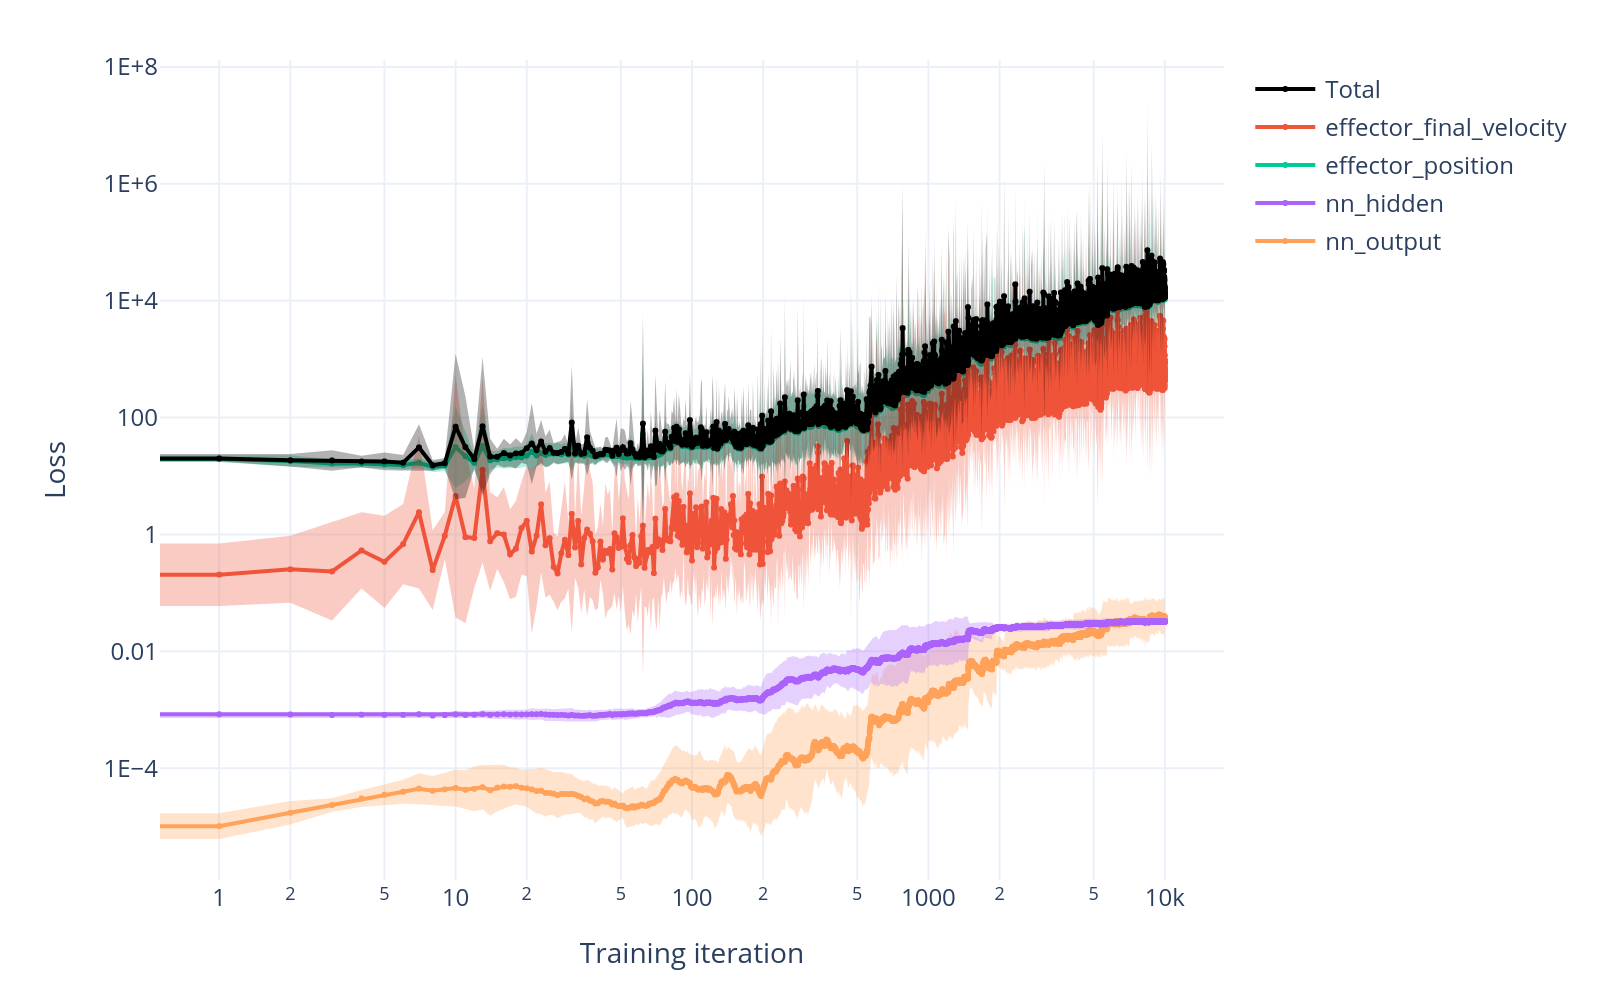 1E+8
1E+6
1E+4
100
1
0.01
1E−4
Loss
1 2 5 10 2 5 100 2 5 1000 2 5 10k
Training iteration
Total
effector_final_velocity
effector_position
nn_hidden
nn_output